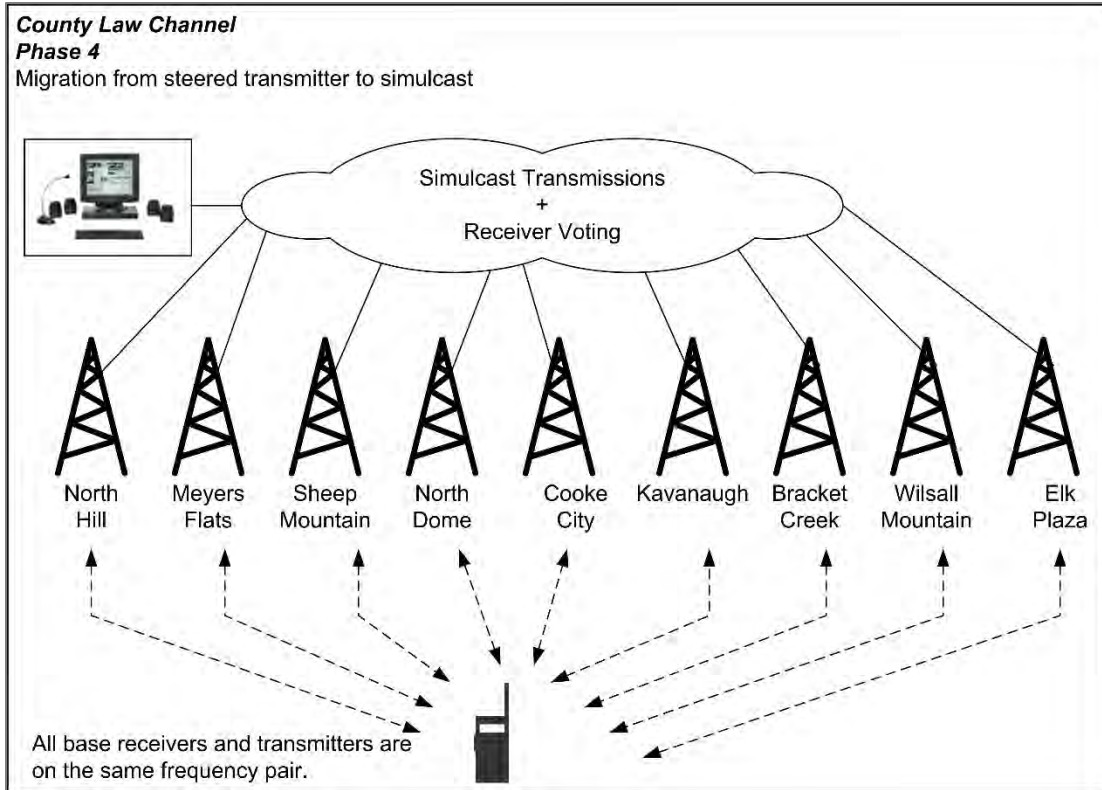 County Law Channel
Phase 4
Migration from steered transmitter to simulcast
Simulcast Transmissions
+
Receiver Voting
North
Hill
Meyers
Flats
Sheep
Mountain
North
Dome
Cooke
City
Kavanaugh
Bracket
Creek
Wilsall
Mountain
Elk
Plaza
All base receivers and transmitters are
on the same frequency pair.